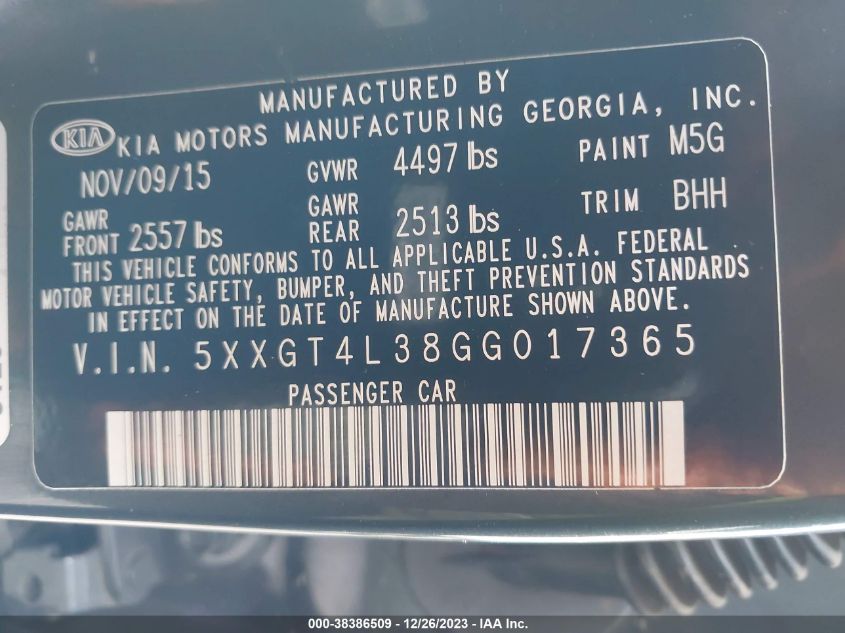 MANUFACTURED BY
KIA KIA MOTORS MANUFACTURING GEORGIA, INC.
NOV/09/15 GVWR 4497 lbs PAINT M5G
GAWR FRONT 2557 lbs GAWR REAR 2513 lbs TRIM BHH
THIS VEHICLE CONFORMS TO ALL APPLICABLE U.S.A. FEDERAL
MOTOR VEHICLE SAFETY, BUMPER, AND THEFT PREVENTION STANDARDS
IN EFFECT ON THE DATE OF MANUFACTURE SHOWN ABOVE.
V.I.N. 5XXGT4L38GG017365
PASSENGER CAR
000-38386509 - 12/26/2023 - IAA Inc.